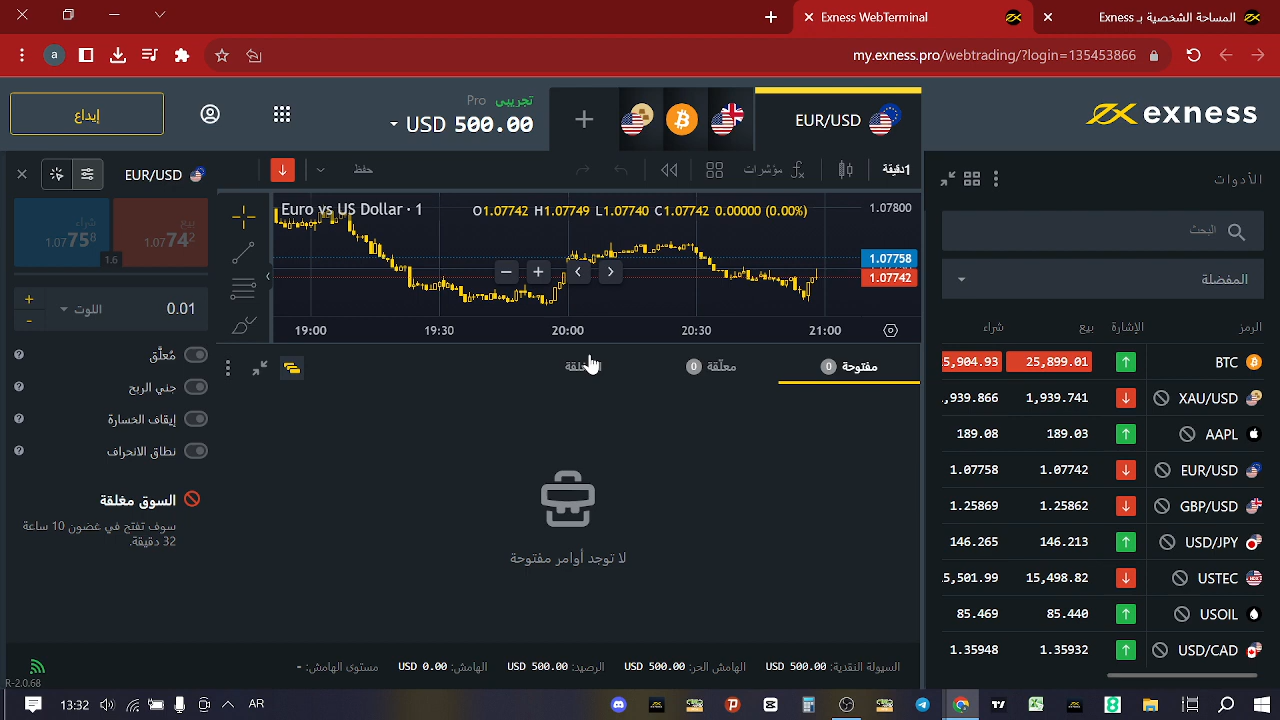 المساحة الشخصية بـ Exness
Exness WebTerminal
my.exness.pro/webtrading/?login=135453866
a
exness
EUR/USD
تجريبي Pro
USD 500.00
إيداع
الأدوات
البحث
المفضلة
الرمز الإشارة بيع شراء
BTC 25,899.01 5,904.93
XAU/USD 1,939.741 ,939.866
AAPL 189.03 189.08
EUR/USD 1.07742 1.07758
GBP/USD 1.25862 1.25869
USD/JPY 146.213 146.265
USTEC 15,498.82 5,501.99
USOIL 85.440 85.469
USD/CAD 1.35932 1.35948
1دقيقة
مؤشرات
حفظ
Euro vs US Dollar · 1
O1.07742 H1.07749 L1.07740 C1.07742 0.00000 (0.00%)
1.07800
1.07758
1.07742
19:00 19:30 20:00 20:30 21:00
مفتوحة 0
معلّقة 0
لا توجد أوامر مفتوحة
EUR/USD
بيع
1.07742
شراء
1.07758
1.6
0.01 اللوت
مُعلَّق
جني الربح
إيقاف الخسارة
نطاق الانحراف
السوق مغلقة
سوف تفتح في غضون 10 ساعة
32 دقيقة.
السيولة النقدية: 500.00 USD الهامش الحر: 500.00 USD الرصيد: 500.00 USD الهامش: 0.00 USD مستوى الهامش: -
R-2.0.68
13:32
AR